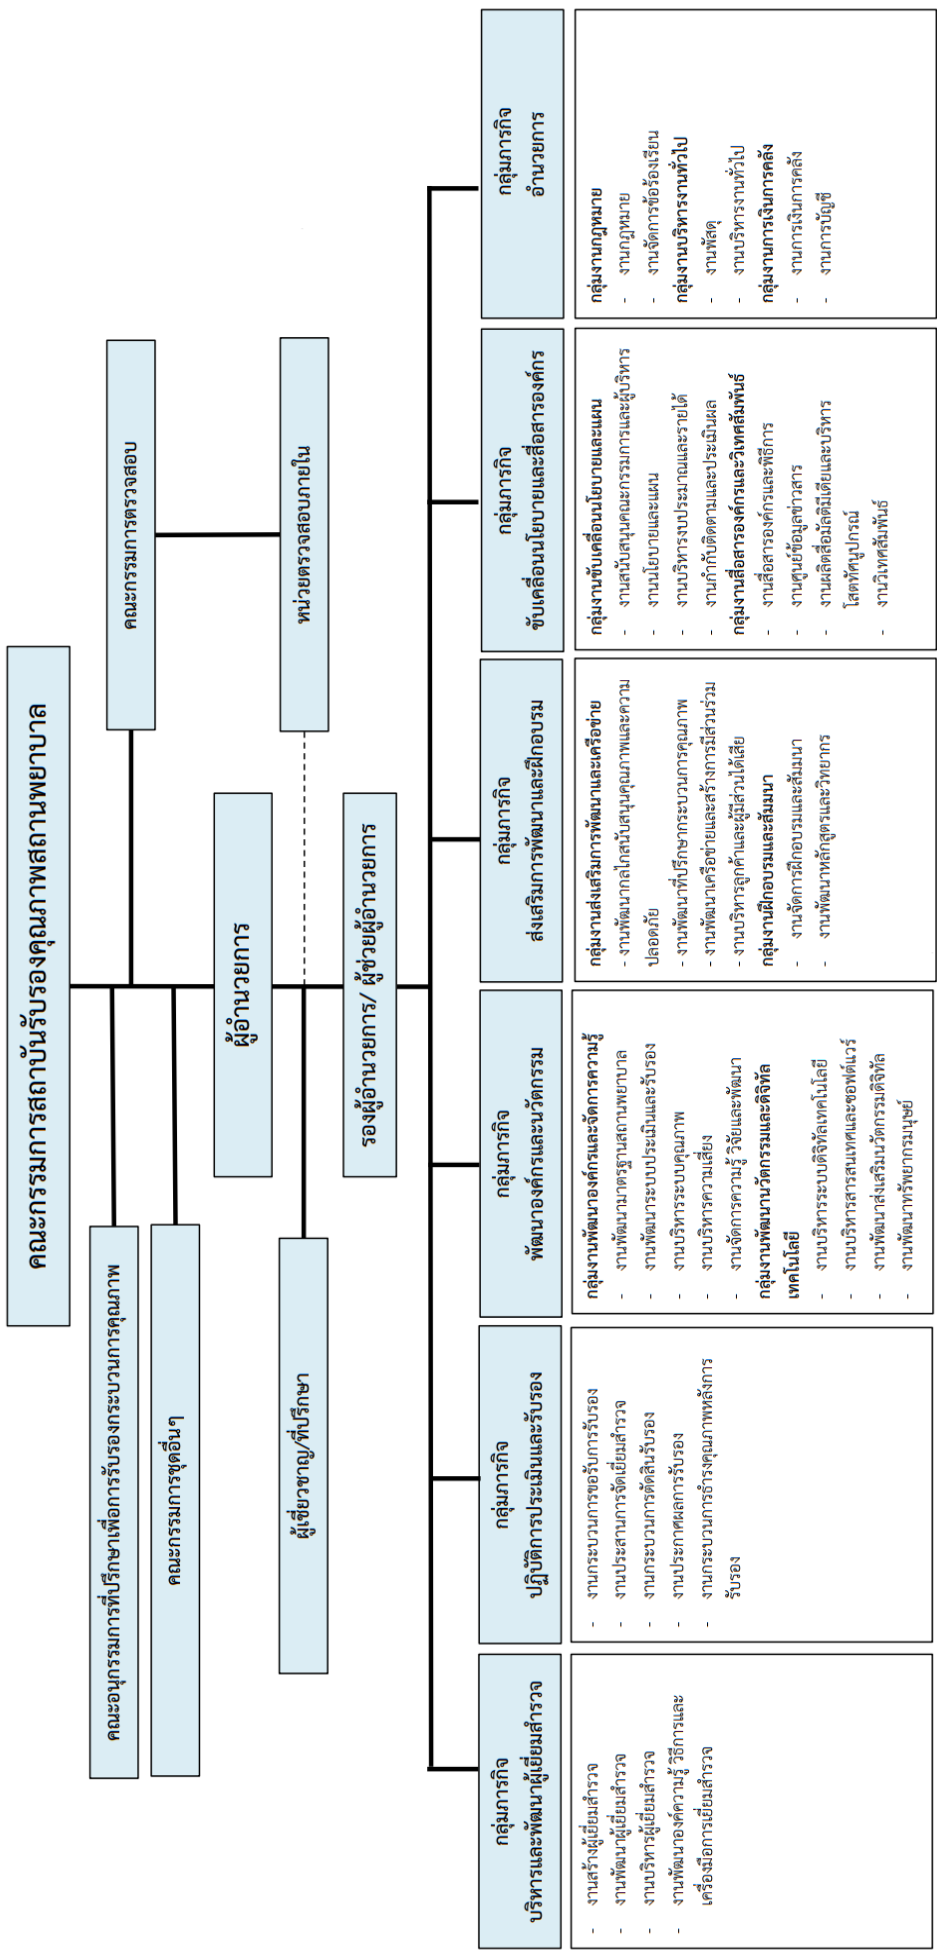 คณะกรรมการสถาบันรับรองคุณภาพสถานพยาบาล
คณะอนุกรรมการที่ปรึกษาเพื่อการรับรองกระบวนการคุณภาพ
คณะกรรมการตรวจสอบ
คณะกรรมการชุดอื่นๆ
ผู้อำนวยการ
ผู้เชี่ยวชาญ/ที่ปรึกษา
หน่วยตรวจสอบภายใน
รองผู้อำนวยการ/ ผู้ช่วยผู้อำนวยการ
กลุ่มภารกิจ
บริหารและพัฒนาผู้เยี่ยมสำรวจ
- งานสร้างผู้เยี่ยมสำรวจ
- งานพัฒนาผู้เยี่ยมสำรวจ
- งานบริหารผู้เยี่ยมสำรวจ
- งานพัฒนาองค์ความรู้ วิธีการและ
เครื่องมือการเยี่ยมสำรวจ
กลุ่มภารกิจ
ปฏิบัติการประเมินและรับรอง
- งานกระบวนการขอรับการรับรอง
- งานประสานการจัดเยี่ยมสำรวจ
- งานกระบวนการตัดสินรับรอง
- งานประกาศผลการรับรอง
- งานกระบวนการธำรงคุณภาพหลังการ
รับรอง
กลุ่มภารกิจ
พัฒนาองค์กรและนวัตกรรม
กลุ่มงานพัฒนาองค์กรและจัดการความรู้
- งานพัฒนามาตรฐานสถานพยาบาล
- งานพัฒนาระบบประเมินและรับรอง
- งานบริหารระบบคุณภาพ
- งานบริหารความเสี่ยง
- งานจัดการความรู้ วิจัยและพัฒนา
กลุ่มงานพัฒนานวัตกรรมและดิจิทัล
เทคโนโลยี
- งานบริหารระบบดิจิทัลเทคโนโลยี
- งานบริหารสารสนเทศและซอฟต์แวร์
- งานพัฒนาส่งเสริมนวัตกรรมดิจิทัล
- งานพัฒนาทรัพยากรมนุษย์
กลุ่มภารกิจ
ส่งเสริมการพัฒนาและฝึกอบรม
กลุ่มงานส่งเสริมการพัฒนาและเครือข่าย
- งานพัฒนากลไกสนับสนุนคุณภาพและความ
ปลอดภัย
- งานพัฒนาที่ปรึกษากระบวนการคุณภาพ
- งานพัฒนาเครือข่ายและสร้างการมีส่วนร่วม
- งานบริหารลูกค้าและผู้มีส่วนได้เสีย
กลุ่มงานฝึกอบรมและสัมมนา
- งานจัดการฝึกอบรมและสัมมนา
- งานพัฒนาหลักสูตรและวิทยากร
กลุ่มภารกิจ
ขับเคลื่อนนโยบายและสื่อสารองค์กร
กลุ่มงานขับเคลื่อนนโยบายและแผน
- งานสนับสนุนคณะกรรมการและผู้บริหาร
- งานนโยบายและแผน
- งานบริหารงบประมาณและรายได้
- งานกำกับติดตามและประเมินผล
กลุ่มงานสื่อสารองค์กรและวิเทศสัมพันธ์
- งานสื่อสารองค์กรและพิธีการ
- งานศูนย์ข้อมูลข่าวสาร
- งานผลิตสื่อมัลติมีเดียและบริหาร
โสตทัศนูปกรณ์
- งานวิเทศสัมพันธ์
กลุ่มภารกิจ
อำนวยการ
กลุ่มงานกฎหมาย
- งานกฎหมาย
- งานจัดการข้อร้องเรียน
กลุ่มงานบริหารงานทั่วไป
- งานพัสดุ
- งานบริหารงานทั่วไป
กลุ่มงานการเงินการคลัง
- งานการเงินการคลัง
- งานการบัญชี